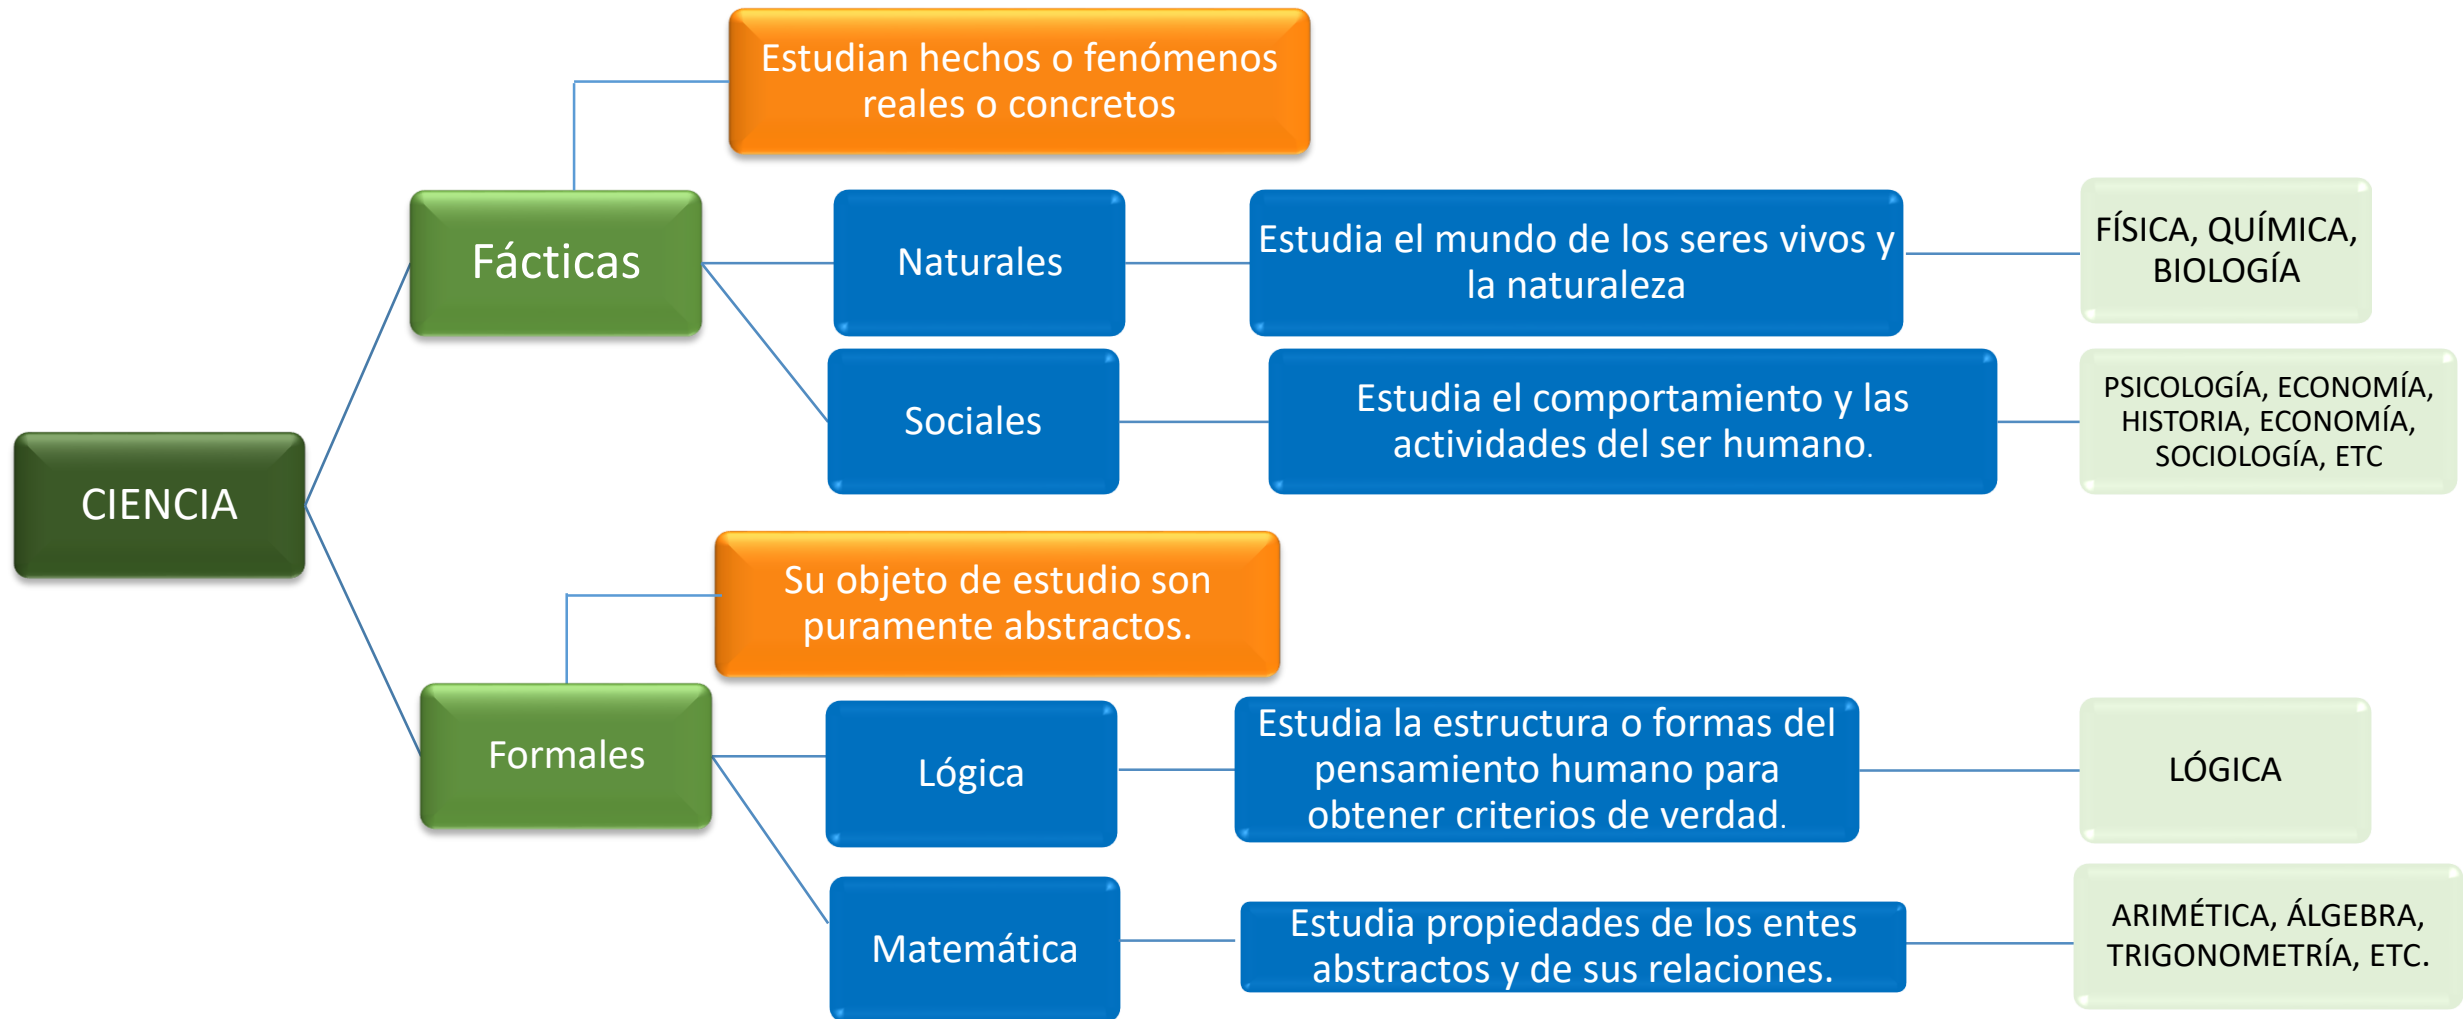 Estudian hechos o fenómenos
reales o concretos
Fácticas
Naturales
Estudia el mundo de los seres vivos y
la naturaleza
FÍSICA, QUÍMICA,
BIOLOGÍA
Sociales
Estudia el comportamiento y las
actividades del ser humano.
PSICOLOGÍA, ECONOMÍA,
HISTORIA, ECONOMÍA,
SOCIOLOGÍA, ETC
CIENCIA
Su objeto de estudio son
puramente abstractos.
Formales
Lógica
Estudia la estructura o formas del
pensamiento humano para
obtener criterios de verdad.
LÓGICA
Matemática
Estudia propiedades de los entes
abstractos y de sus relaciones.
ARIMÉTICA, ÁLGEBRA,
TRIGONOMETRÍA, ETC.